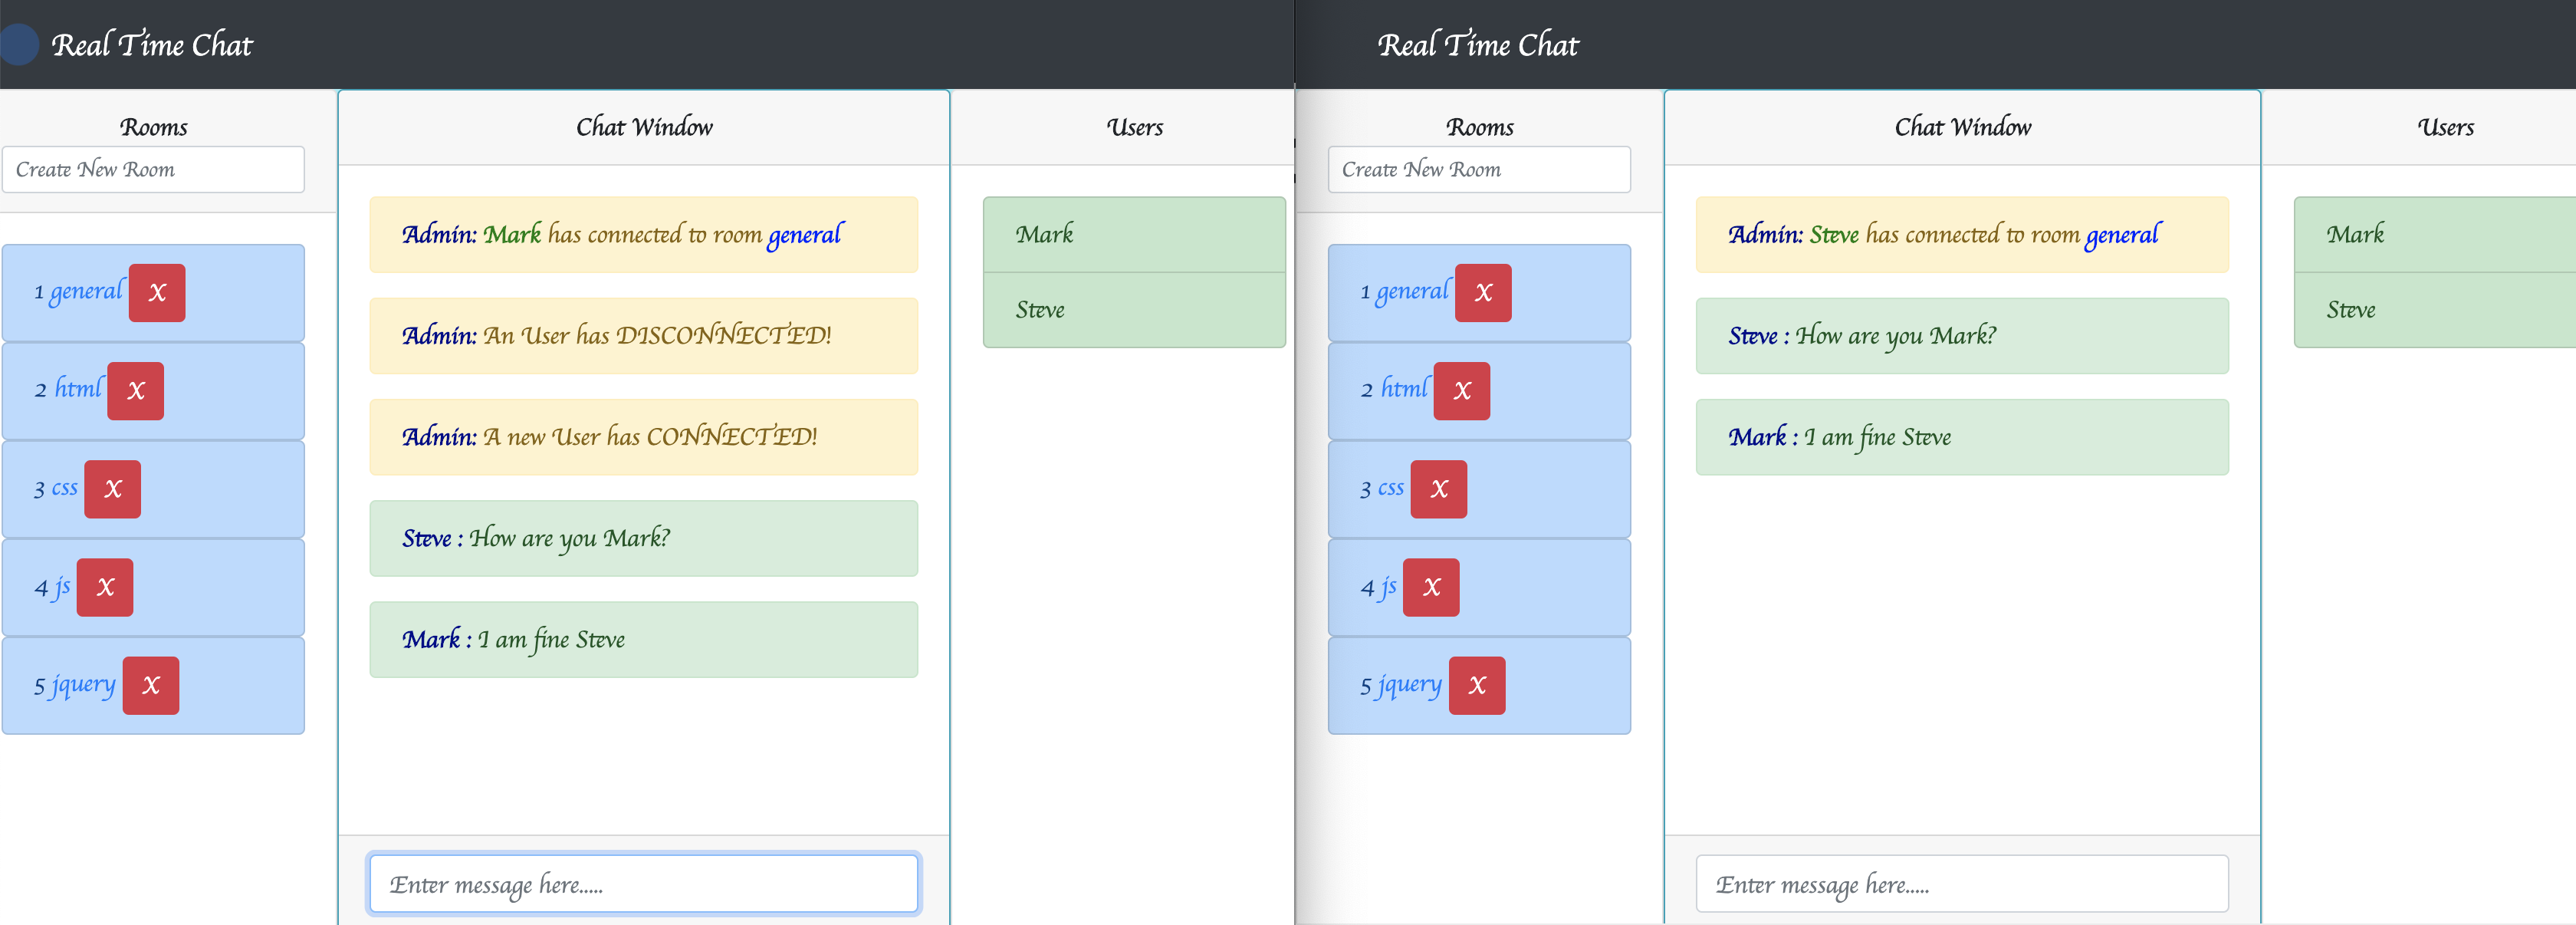 Real Time Chat
Rooms
Create New Room
1 general X
2 html X
3 css X
4 js X
5 jquery X
Chat Window
Admin: Mark has connected to room general
Admin: An User has DISCONNECTED!
Admin: A new User has CONNECTED!
Steve : How are you Mark?
Mark : I am fine Steve
Enter message here.....
Users
Mark
Steve
Real Time Chat
Rooms
Create New Room
1 general X
2 html X
3 css X
4 js X
5 jquery X
Chat Window
Admin: Steve has connected to room general
Steve : How are you Mark?
Mark : I am fine Steve
Enter message here.....
Users
Mark
Steve